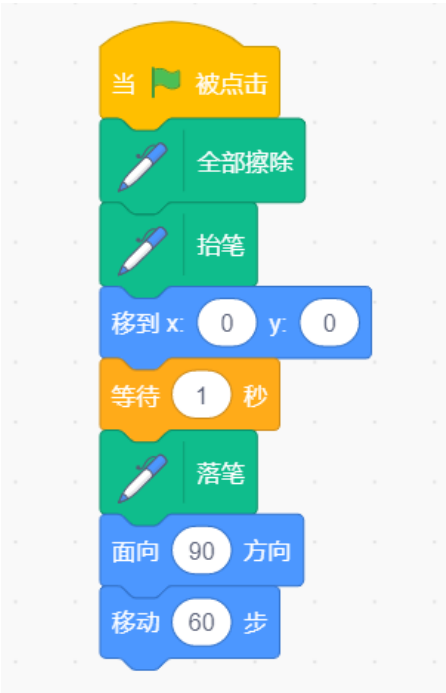 当 被点击
全部擦除
抬笔
移到 x: 0 y: 0
等待 1 秒
落笔
面向 90 方向
移动 60 步